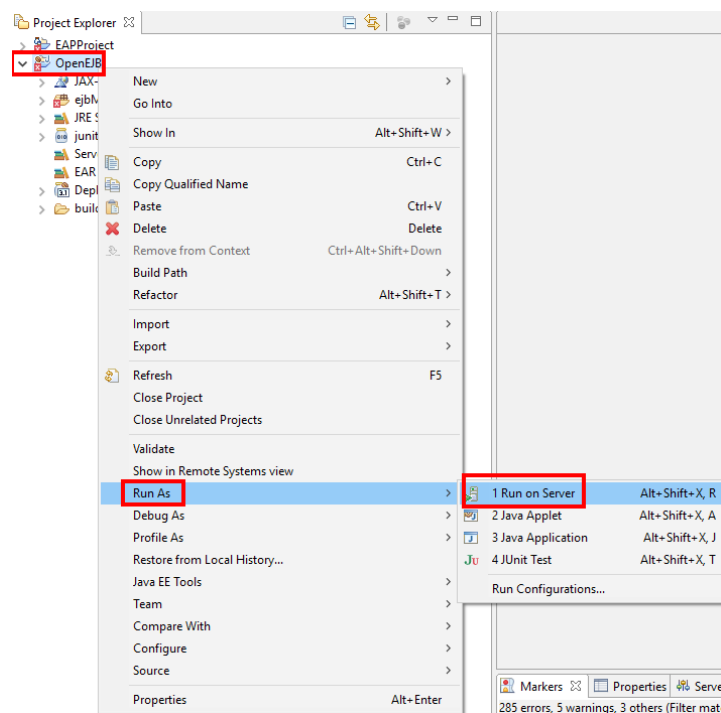 Project Explorer
EAPProject
OpenEJB
JAX-
ejbM
JRE S
junit
Serv
EAR
Depl
build
New
Go Into
Show In Alt+Shift+W >
Copy Ctrl+C
Copy Qualified Name
Paste Ctrl+V
Delete Delete
Remove from Context Ctrl+Alt+Shift+Down
Build Path
Refactor Alt+Shift+T >
Import
Export
Refresh F5
Close Project
Close Unrelated Projects
Validate
Show in Remote Systems view
Run As
Debug As
Profile As
Restore from Local History...
Java EE Tools
Team
Compare With
Configure
Source
Properties Alt+Enter
1 Run on Server Alt+Shift+X, R
2 Java Applet Alt+Shift+X, A
3 Java Application Alt+Shift+X, J
Ju 4 JUnit Test Alt+Shift+X, T
Run Configurations...
Markers Properties Serve
285 errors, 5 warnings, 3 others (Filter mat